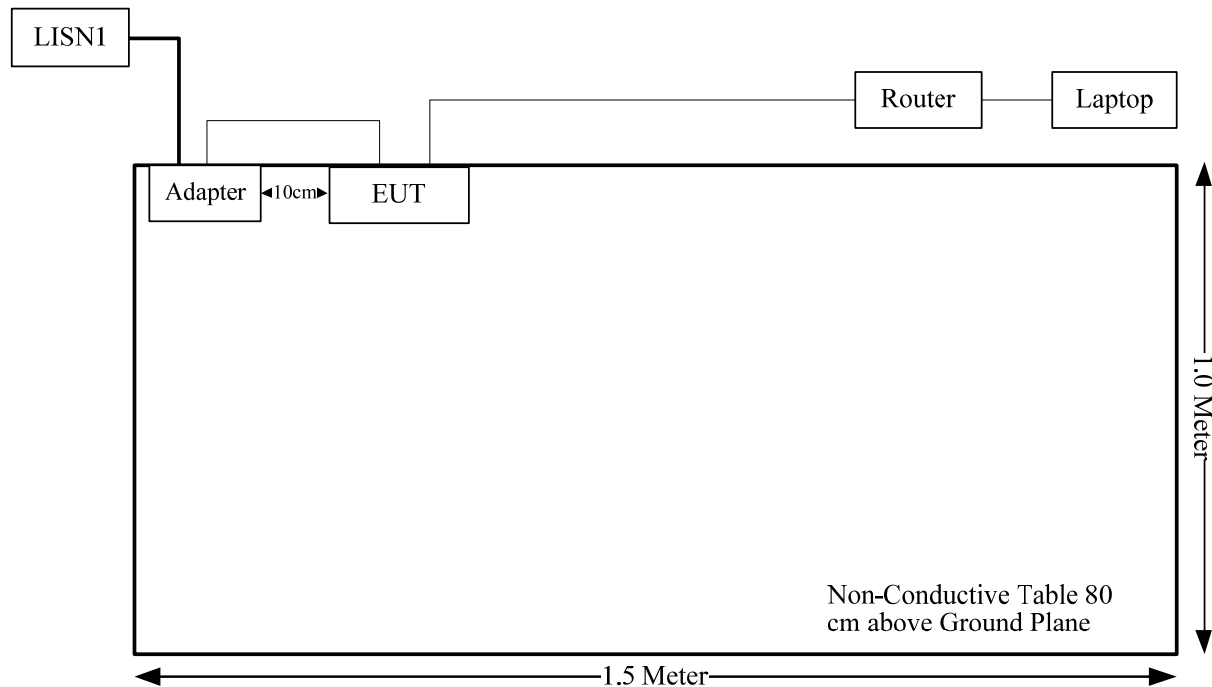 LISN1
Router
Laptop
Adapter
10cm
EUT
1.0 Meter
Non-Conductive Table 80
cm above Ground Plane
1.5 Meter